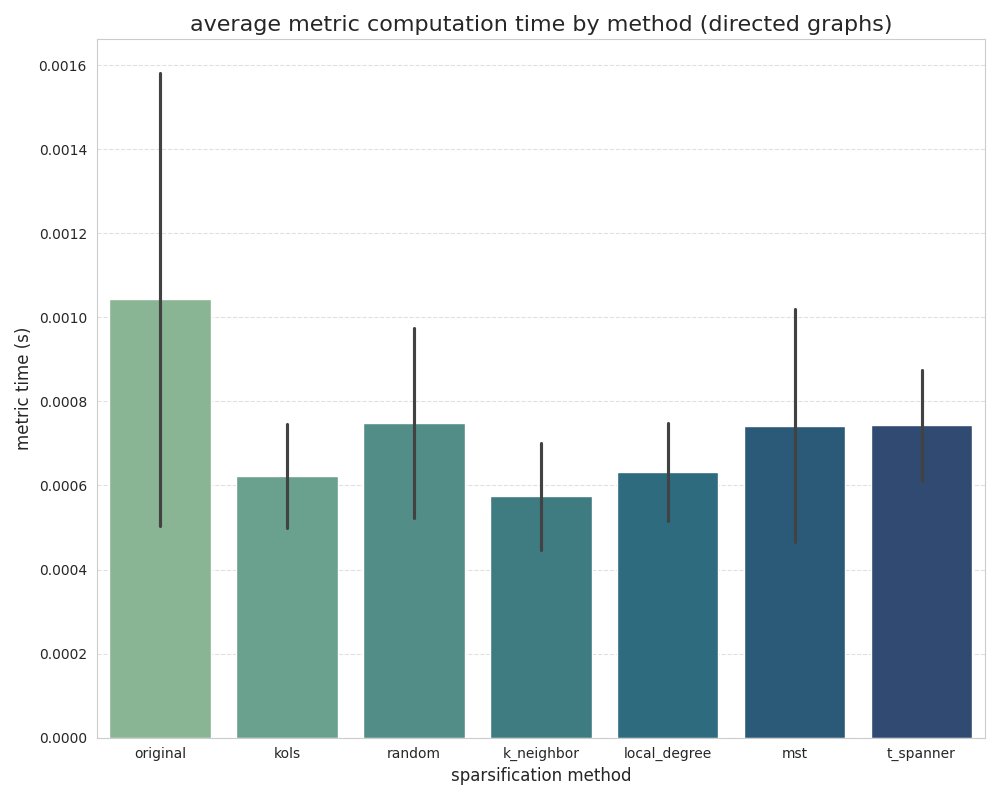 average metric computation time by method (directed graphs)
metric time (s)
0.0016
0.0014
0.0012
0.0010
0.0008
0.0006
0.0004
0.0002
0.0000
original kols random k_neighbor local_degree mst t_spanner
sparsification method